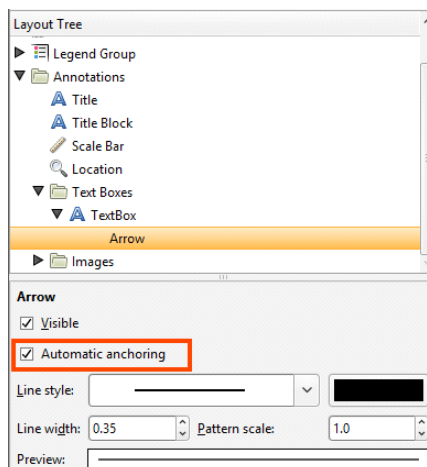 Layout Tree
Legend Group
Annotations
Title
Title Block
Scale Bar
Location
Text Boxes
TextBox
Arrow
Images
Arrow
Visible
Automatic anchoring
Line style:
Line width: 0.35 Pattern scale: 1.0
Preview: